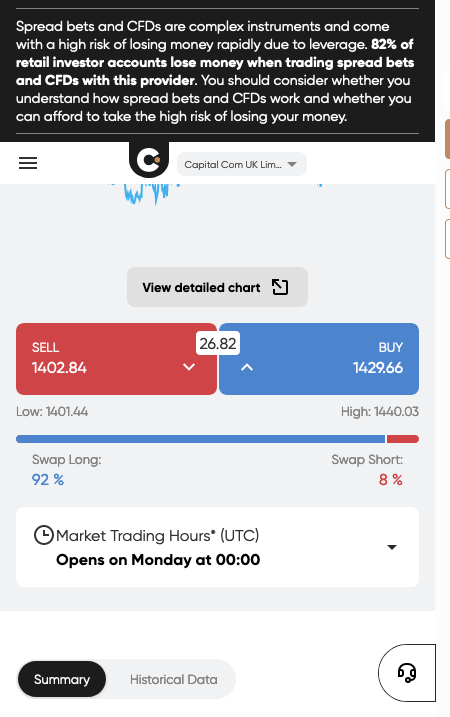 Spread bets and CFDs are complex instruments and come
with a high risk of losing money rapidly due to leverage. 82% of
retail investor accounts lose money when trading spread bets
and CFDs with this provider. You should consider whether you
understand how spread bets and CFDs work and whether you
can afford to take the high risk of losing your money.
Capital Com UK Lim...
View detailed chart
SELL
1402.84
26.82
BUY
1429.66
Low: 1401.44
High: 1440.03
Swap Long:
92 %
Swap Short:
8 %
Market Trading Hours* (UTC)
Opens on Monday at 00:00
Summary
Historical Data